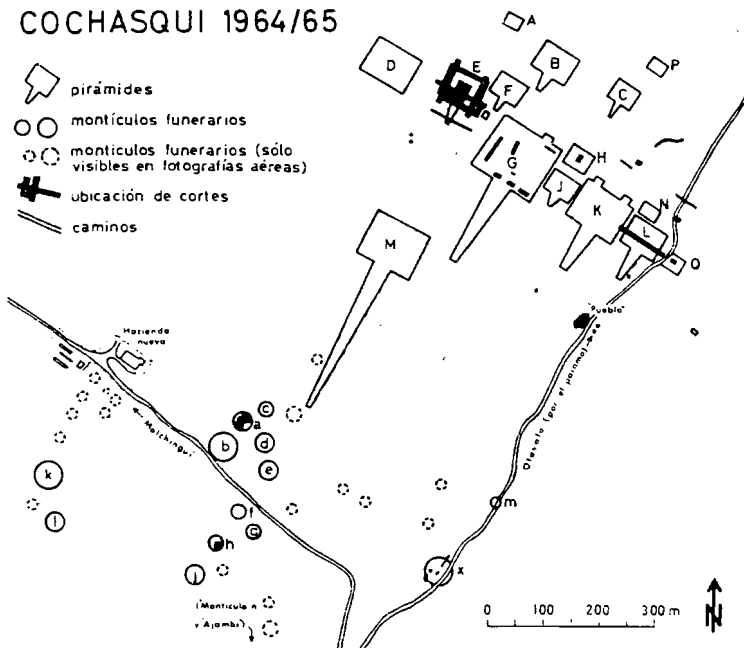 COCHASQUI 1964/65
pirámides
montículos funerarios
montículos funerarios (sólo
visibles en fotografías aéreas)
ubicación de cortes
caminos
A
B
C
D
E
F
G
H
J
K
L
M
N
P
Q
"Pueblo"
Otavalo (por el páramo)
Hacienda
nueva
Malchinguí
a
b
c
d
e
f
g
h
j
k
l
m
x
(Montículo n
y Ajambi)
0 100 200 300 m
N